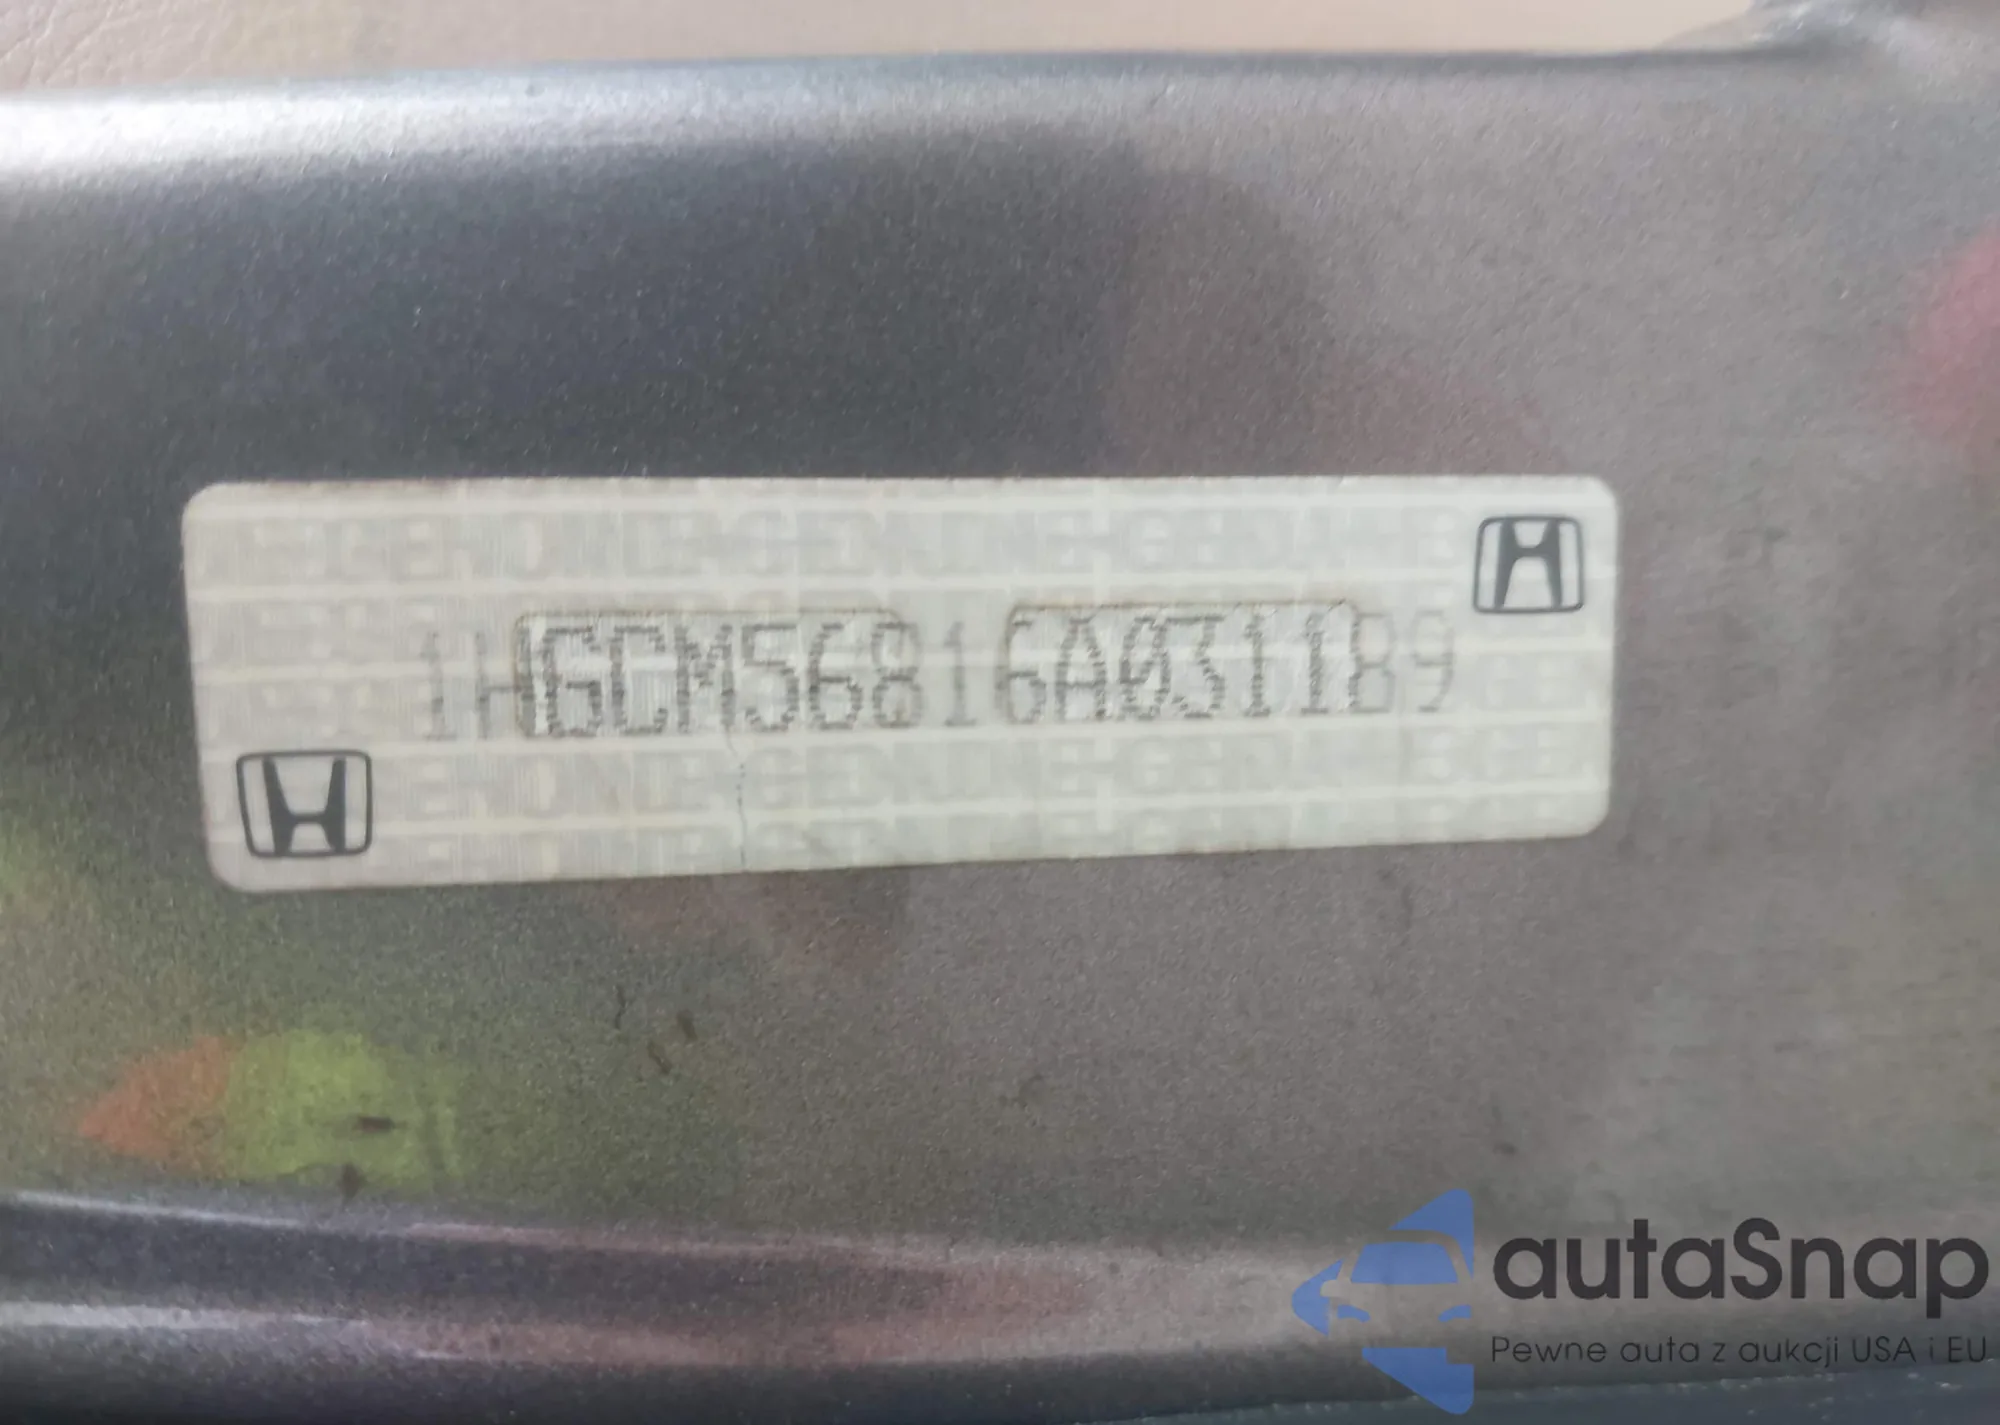 1HGCM56816A031189
autaSnap
Pewne auta z aukcji USA i EU